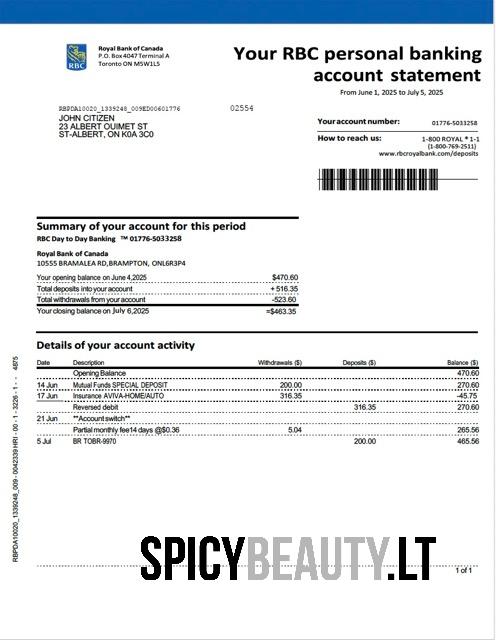 Royal Bank of Canada
P.O. Box 4047 Terminal A
Toronto ON M5W1L5
RBC
Your RBC personal banking
account statement
From June 1, 2025 to July 5, 2025
RBPDA10020_1339248_009ED00601776 02554
JOHN CITIZEN
23 ALBERT OUIMET ST
ST-ALBERT, ON K0A 3C0
Your account number: 01776-5033258
How to reach us: 1-800 ROYAL ® 1-1
(1-800-769-2511)
www.rbcroyalbank.com/deposits
Summary of your account for this period
RBC Day to Day Banking ™ 01776-5033258
Royal Bank of Canada
10555 BRAMALEA RD,BRAMPTON, ONL6R3P4
Your opening balance on June 4,2025 $470.60
Total deposits into your account + 516.35
Total withdrawals from your account -523.60
Your closing balance on July 6,2025 =$463.35
Details of your account activity
Date Description Withdrawals ($) Deposits ($) Balance ($)
Opening Balance 470.60
14 Jun Mutual Funds SPECIAL DEPOSIT 200.00 270.60
17 Jun Insurance AVIVA-HOME/AUTO 316.35 -45.75
Reversed debit 316.35 270.60
21 Jun **Account switch**
Partial monthly fee14 days @$0.36 5.04 265.56
5 Jul BR TOBR-9970 200.00 465.56
SPICYBEAUTY.LT
1 of 1